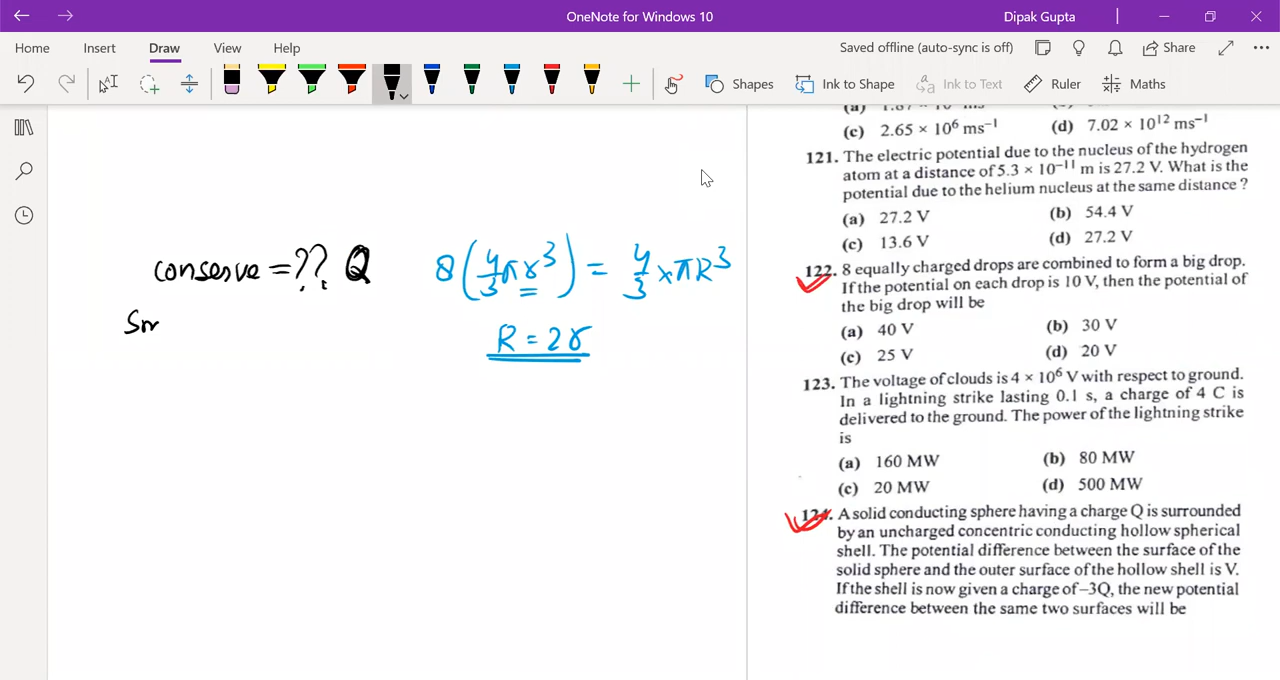 OneNote for Windows 10
Dipak Gupta
Home Insert Draw View Help
Saved offline (auto-sync is off)
Share
Shapes
Ink to Shape
Ink to Text
Ruler
Maths
conserve = ?? Q
Sm
8(4/3 πr³) = 4/3 × πR³
R = 2r
(c) 2.65 × 10⁶ ms⁻¹ (d) 7.02 × 10¹² ms⁻¹
121. The electric potential due to the nucleus of the hydrogen
atom at a distance of 5.3 × 10⁻¹¹ m is 27.2 V. What is the
potential due to the helium nucleus at the same distance ?
(a) 27.2 V (b) 54.4 V
(c) 13.6 V (d) 27.2 V
122. 8 equally charged drops are combined to form a big drop.
If the potential on each drop is 10 V, then the potential of
the big drop will be
(a) 40 V (b) 30 V
(c) 25 V (d) 20 V
123. The voltage of clouds is 4 × 10⁶ V with respect to ground.
In a lightning strike lasting 0.1 s, a charge of 4 C is
delivered to the ground. The power of the lightning strike
is
(a) 160 MW (b) 80 MW
(c) 20 MW (d) 500 MW
124. A solid conducting sphere having a charge Q is surrounded
by an uncharged concentric conducting hollow spherical
shell. The potential difference between the surface of the
solid sphere and the outer surface of the hollow shell is V.
If the shell is now given a charge of –3Q, the new potential
difference between the same two surfaces will be